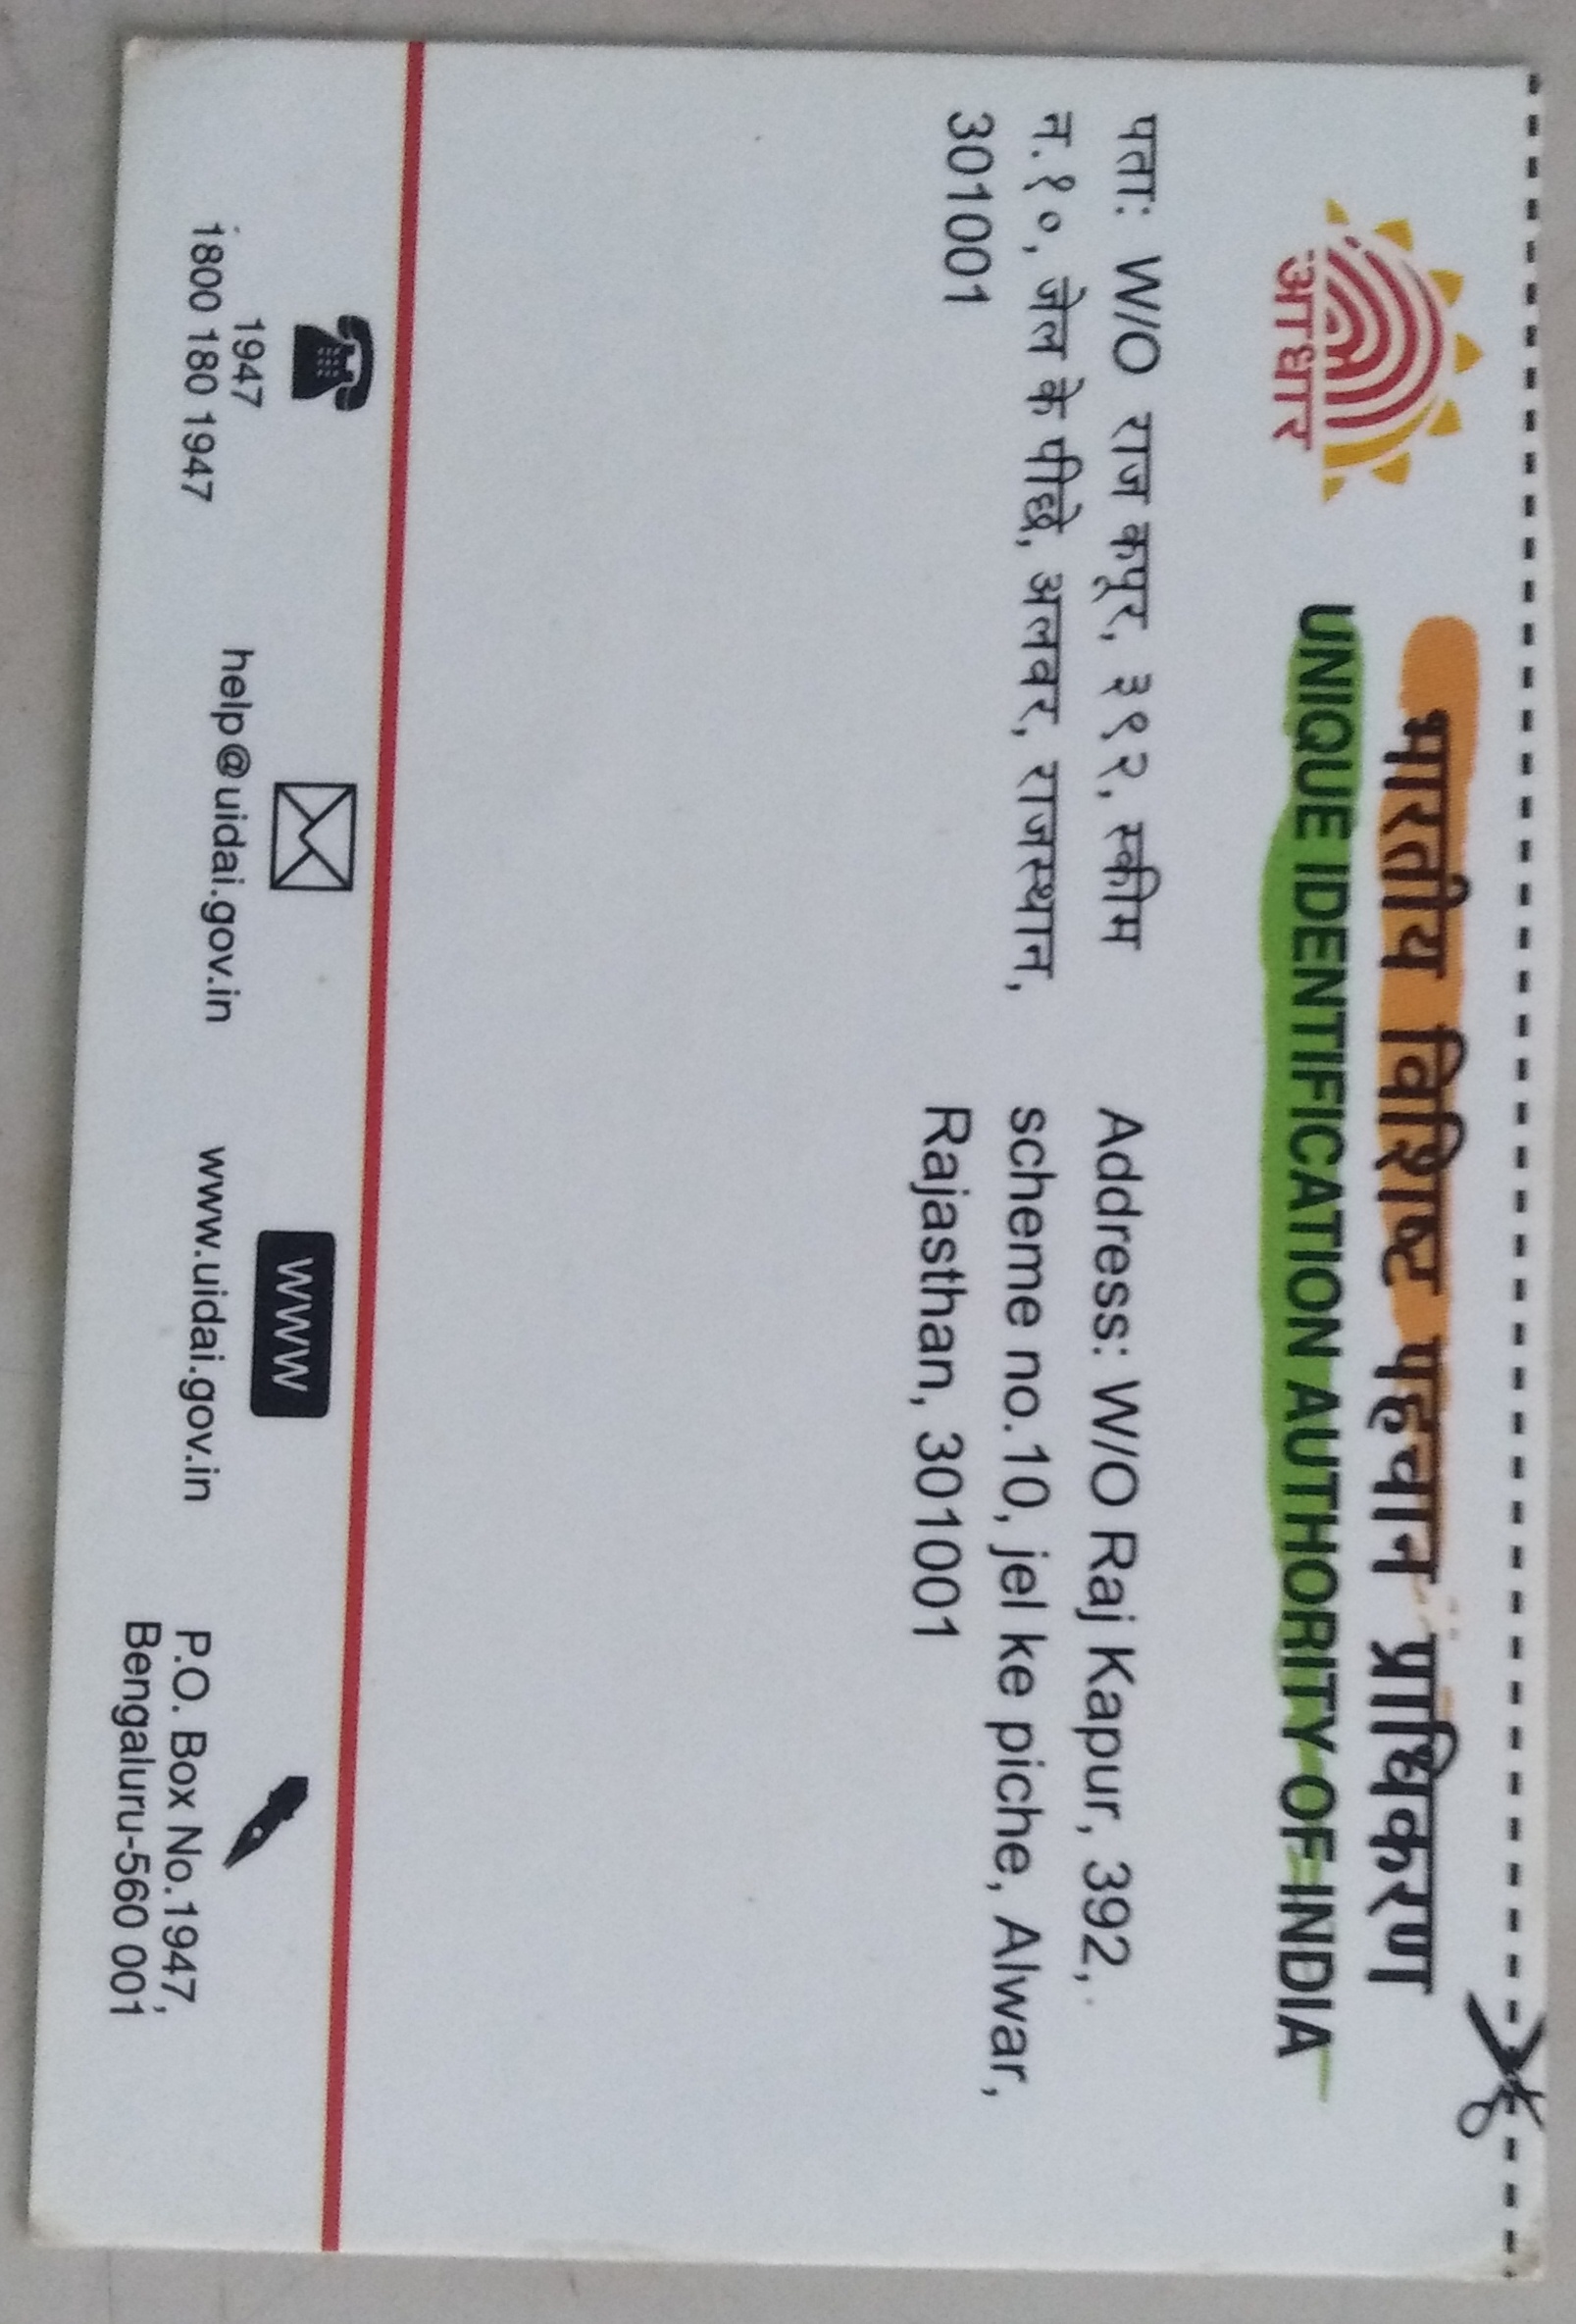 आधार
भारतीय विशिष्ट पहचान प्राधिकरण
UNIQUE IDENTIFICATION AUTHORITY OF INDIA
पता: W/O राज कपूर, ३९२, स्कीम
न.१०, जेल के पीछे, अलवर, राजस्थान,
301001
Address: W/O Raj Kapur, 392,
scheme no.10, jel ke piche, Alwar,
Rajasthan, 301001
1947
1800 180 1947
help@uidai.gov.in
WWW
www.uidai.gov.in
P.O. Box No.1947,
Bengaluru-560 001